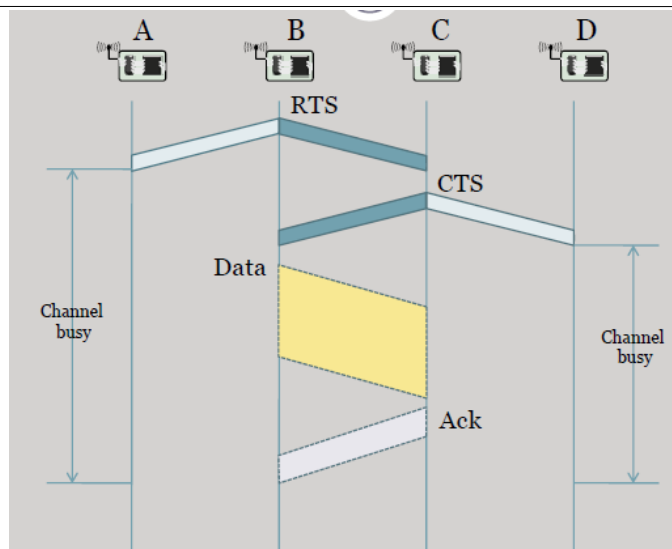 A B C D
RTS
CTS
Data
Channel
busy
Channel
busy
Ack